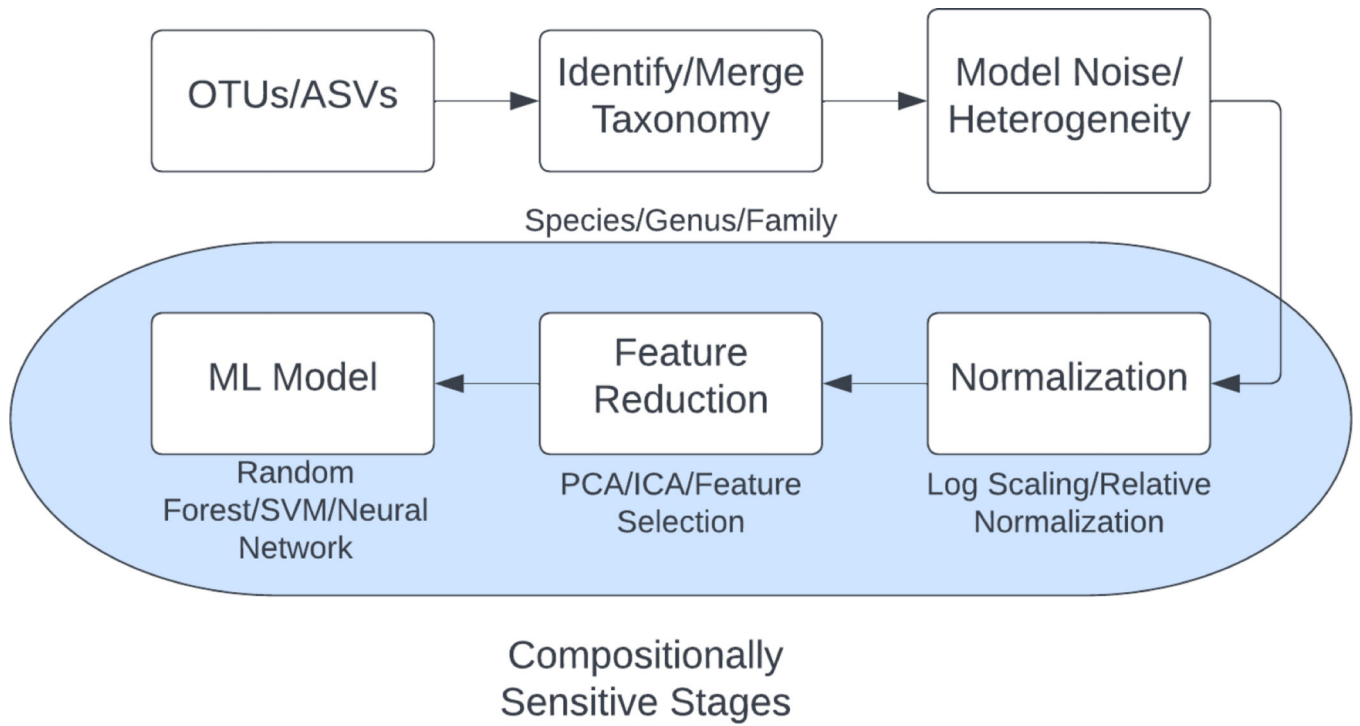 OTUs/ASVs
Identify/Merge
Taxonomy
Model Noise/
Heterogeneity
Species/Genus/Family
ML Model
Feature
Reduction
Normalization
Random
Forest/SVM/Neural
Network
PCA/ICA/Feature
Selection
Log Scaling/Relative
Normalization
Compositionally
Sensitive Stages